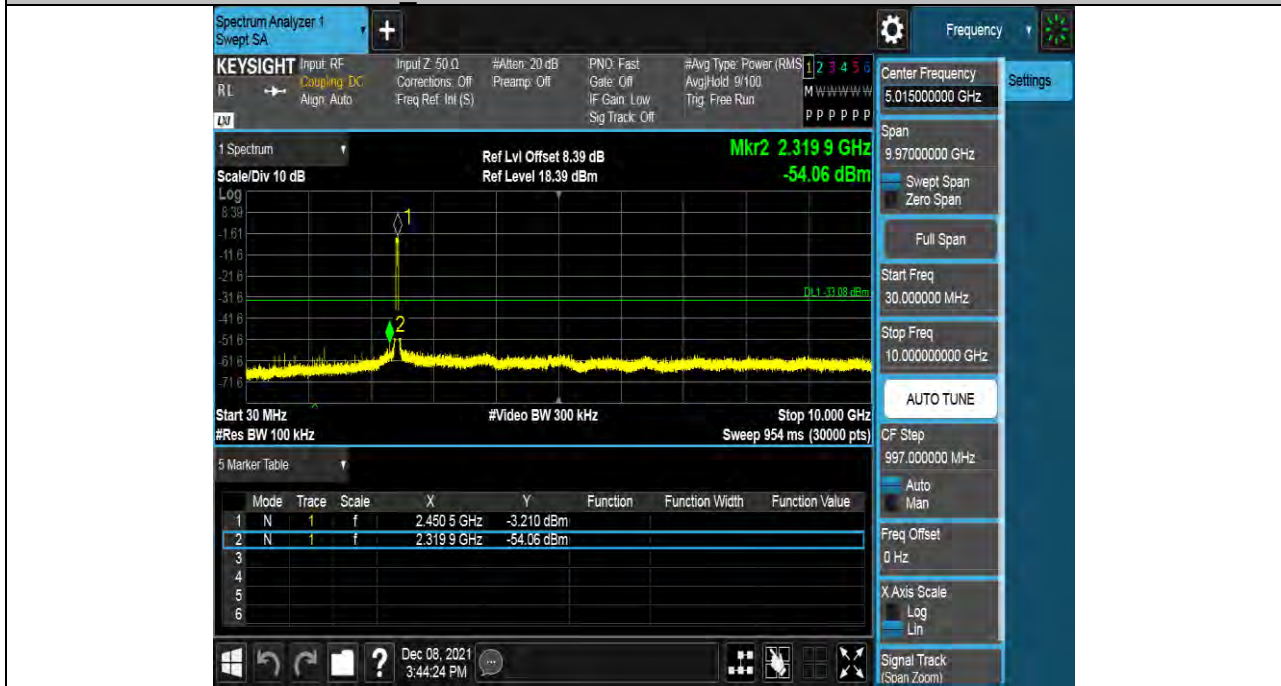 Spectrum Analyzer 1
Swept SA
+
Frequency
KEYSIGHT Input: RF Input Z: 50 Ω #Atten: 20 dB PNO: Fast #Avg Type: Power (RMS 1 2 3 4 5 6
RL Coupling: DC Corrections: Off Preamp: Off Gate: Off Avg|Hold: 9/100 M W W W W W
Align: Auto Freq Ref: Int (S) IF Gain: Low Trig: Free Run
LXI Sig Track: Off P P P P P P
Center Frequency
5.015000000 GHz
Settings
Span
9.97000000 GHz
Swept Span
Zero Span
Full Span
Start Freq
30.000000 MHz
Stop Freq
10.000000000 GHz
AUTO TUNE
CF Step
997.000000 MHz
Auto
Man
Freq Offset
0 Hz
X Axis Scale
Log
Lin
Signal Track
(Span Zoom)
1 Spectrum
Ref Lvl Offset 8.39 dB Mkr2 2.319 9 GHz
Scale/Div 10 dB Ref Level 18.39 dBm -54.06 dBm
Log
8.39
-1.61
-11.6
-21.6
-31.6
-41.6
-51.6
-61.6
-71.6
1
DL1 -33.08 dBm
2
Start 30 MHz #Video BW 300 kHz Stop 10.000 GHz
#Res BW 100 kHz Sweep 954 ms (30000 pts)
5 Marker Table
Mode Trace Scale X Y Function Function Width Function Value
1 N 1 f 2.450 5 GHz -3.210 dBm
2 N 1 f 2.319 9 GHz -54.06 dBm
3
4
5
6
? Dec 08, 2021
3:44:24 PM